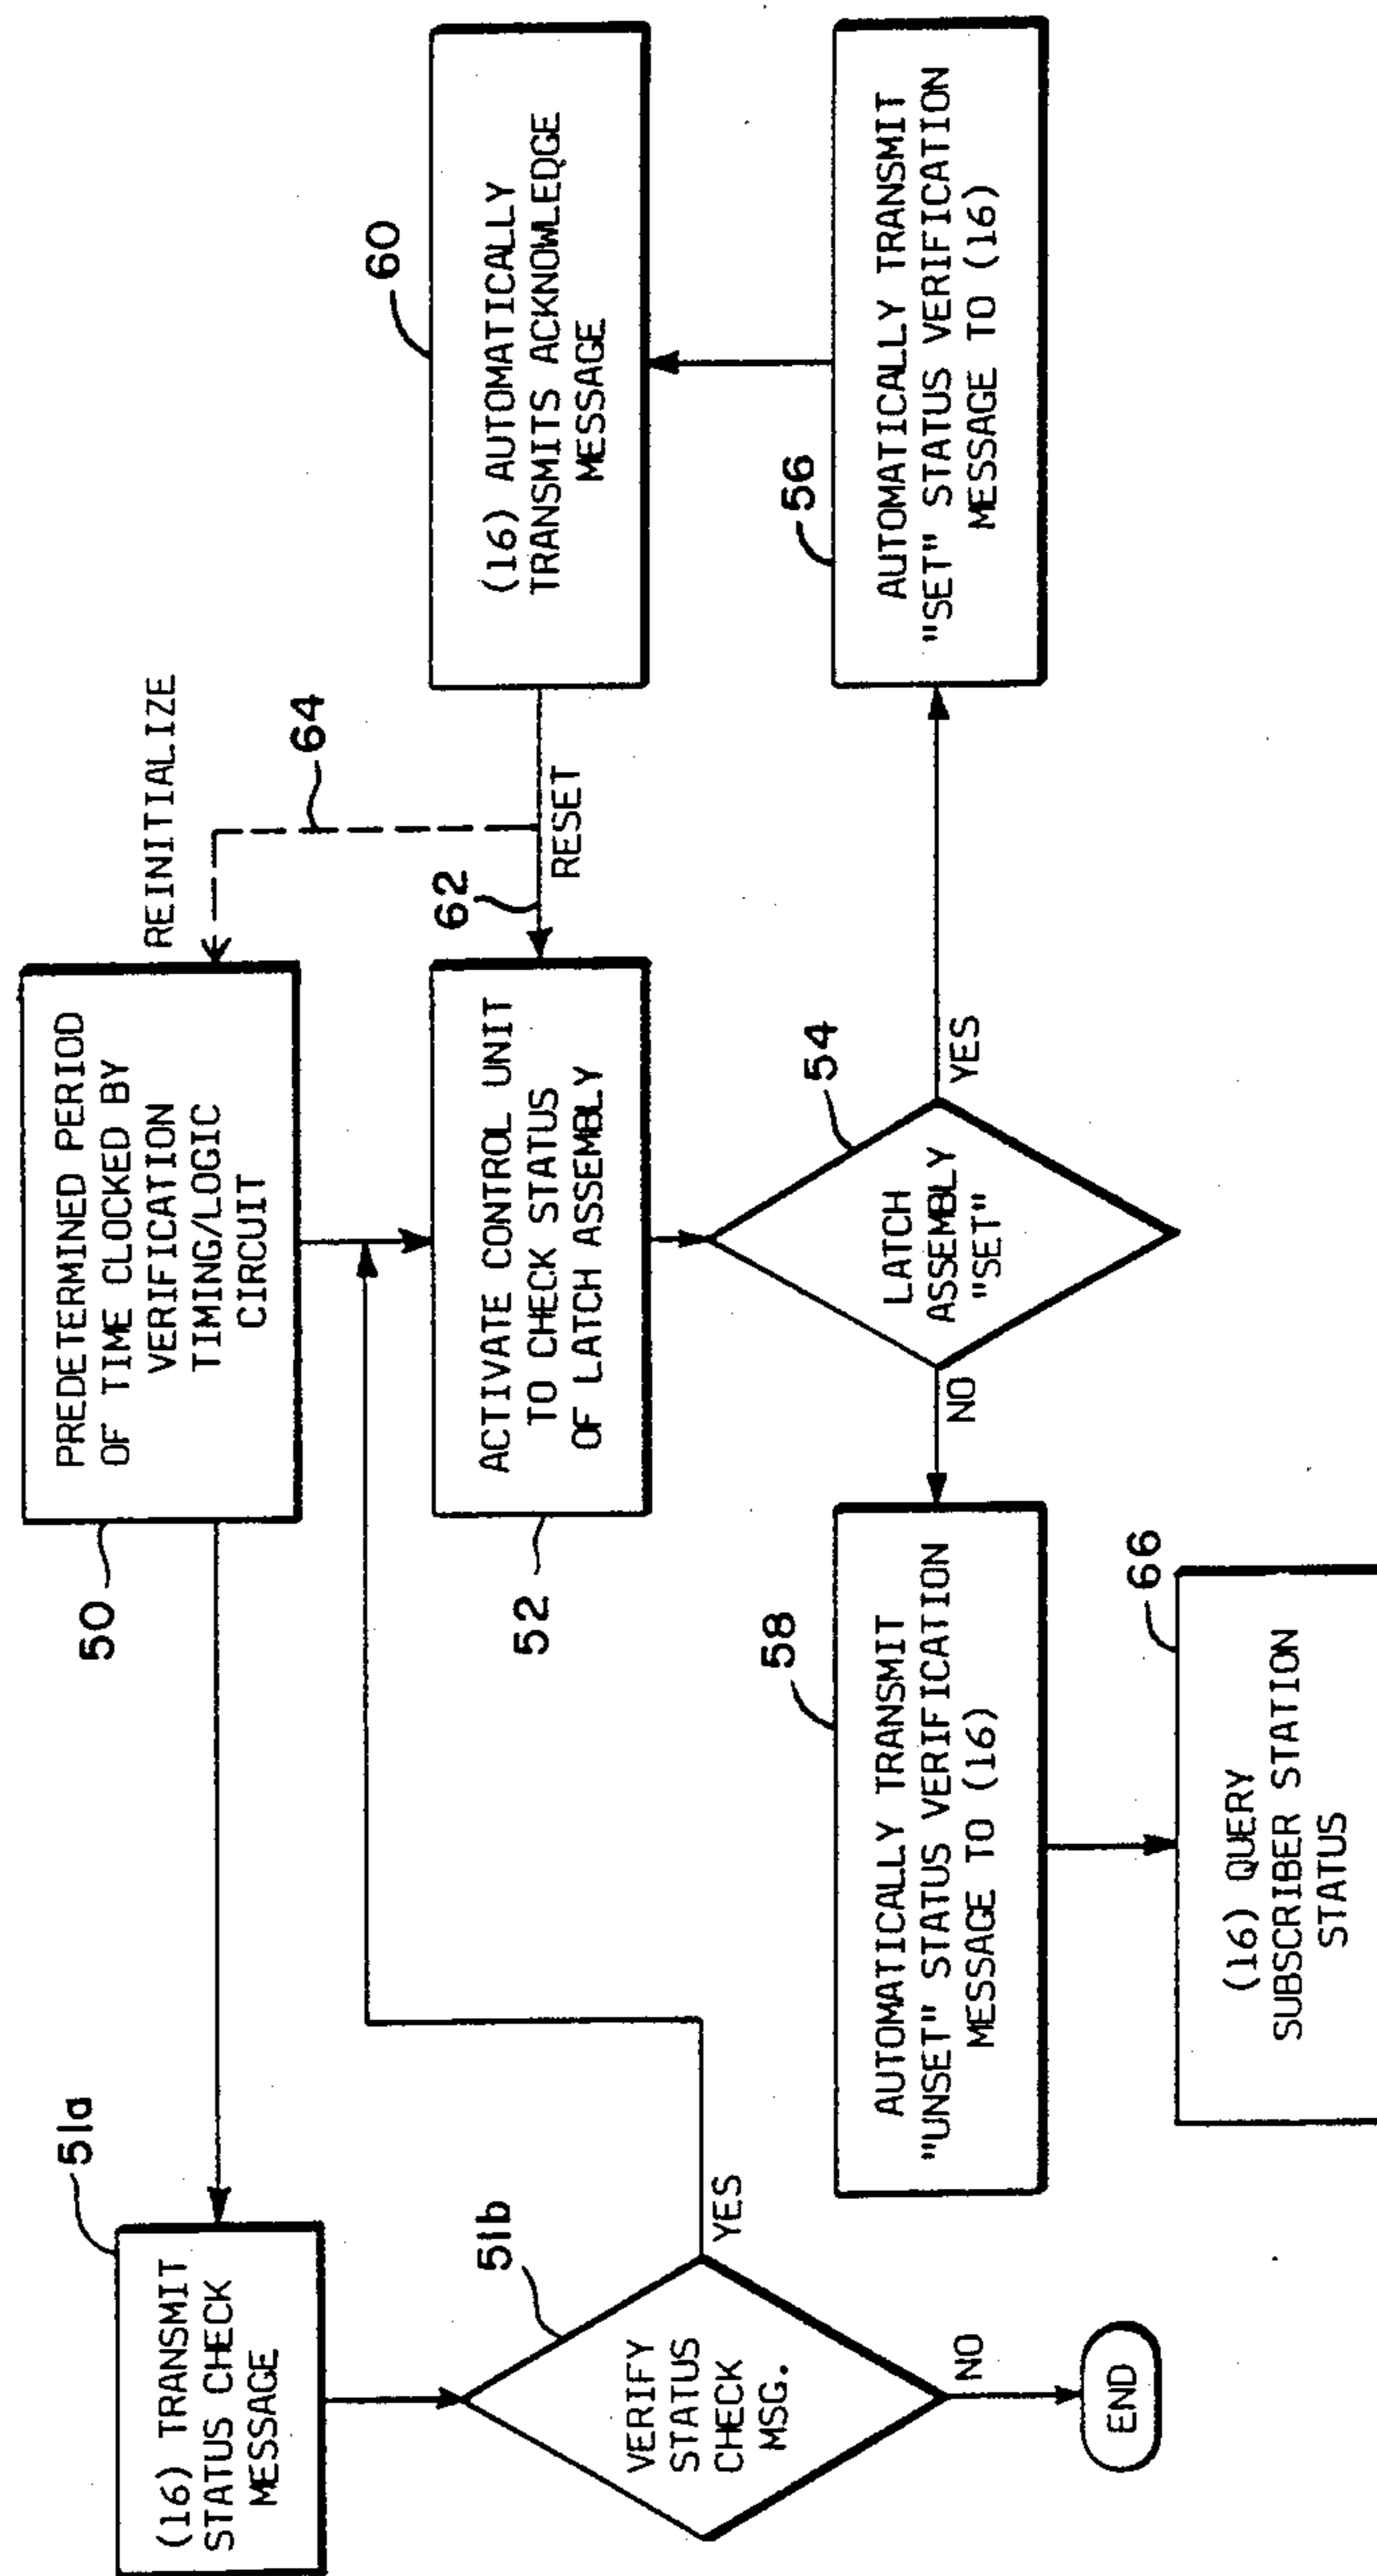 51a
(16) TRANSMIT
STATUS CHECK
MESSAGE
51b
VERIFY
STATUS
CHECK
MSG.
YES
NO
END
50
PREDETERMINED PERIOD
OF TIME CLOCKED BY
VERIFICATION
TIMING/LOGIC
CIRCUIT
REINITIALIZE
64
52
ACTIVATE CONTROL UNIT
TO CHECK STATUS
OF LATCH ASSEMBLY
62
RESET
60
(16) AUTOMATICALLY
TRANSMITS ACKNOWLEDGE
MESSAGE
54
LATCH
ASSEMBLY
"SET"
NO
YES
58
AUTOMATICALLY TRANSMIT
"UNSET" STATUS VERIFICATION
MESSAGE TO (16)
56
AUTOMATICALLY TRANSMIT
"SET" STATUS VERIFICATION
MESSAGE TO (16)
66
(16) QUERY
SUBSCRIBER STATION
STATUS